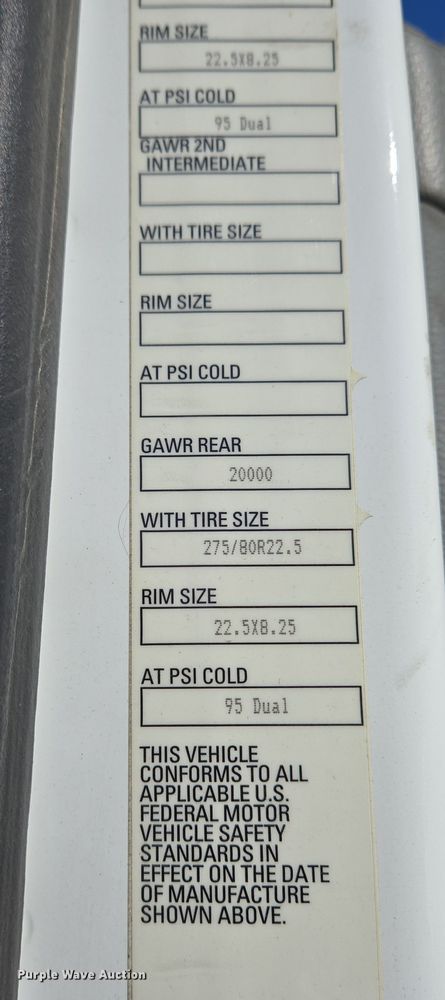 RIM SIZE
22.5X8.25
AT PSI COLD
95 Dual
GAWR 2ND
INTERMEDIATE
WITH TIRE SIZE
RIM SIZE
AT PSI COLD
GAWR REAR
20000
WITH TIRE SIZE
275/80R22.5
RIM SIZE
22.5X8.25
AT PSI COLD
95 Dual
THIS VEHICLE
CONFORMS TO ALL
APPLICABLE U.S.
FEDERAL MOTOR
VEHICLE SAFETY
STANDARDS IN
EFFECT ON THE DATE
OF MANUFACTURE
SHOWN ABOVE.
Purple Wave Auction